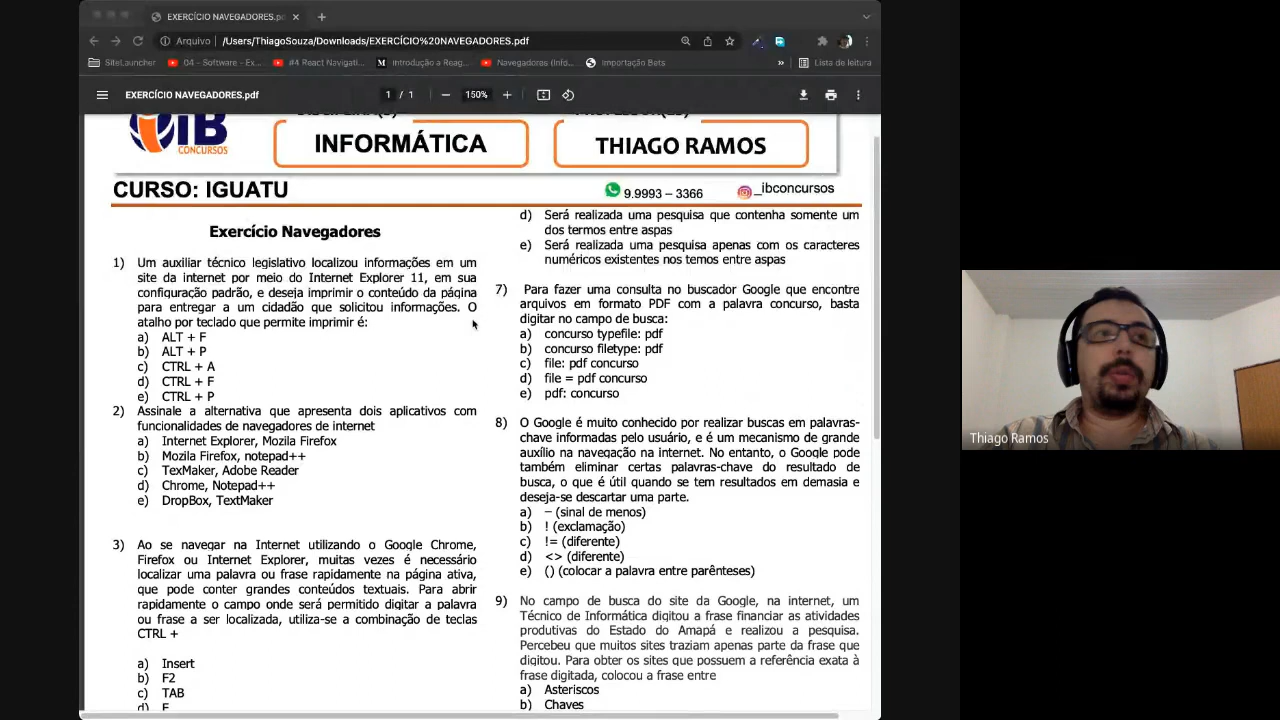 EXERCÍCIO NAVEGADORES.p
Arquivo | /Users/ThiagoSouza/Downloads/EXERCÍCIO%20NAVEGADORES.pdf
SiteLauncher
04 - Software - Ex...
#4 React Navigati...
Introdução a Reag...
Navegadores (Info...
Importação Bets
»
Lista de leitura
EXERCÍCIO NAVEGADORES.pdf
1 / 1
150%
IB
CONCURSOS
INFORMÁTICA
THIAGO RAMOS
CURSO: IGUATU
9.9993 – 3366
_ibconcursos
Exercício Navegadores
1) Um auxiliar técnico legislativo localizou informações em um
site da internet por meio do Internet Explorer 11, em sua
configuração padrão, e deseja imprimir o conteúdo da página
para entregar a um cidadão que solicitou informações. O
atalho por teclado que permite imprimir é:
a) ALT + F
b) ALT + P
c) CTRL + A
d) CTRL + F
e) CTRL + P
2) Assinale a alternativa que apresenta dois aplicativos com
funcionalidades de navegadores de internet
a) Internet Explorer, Mozila Firefox
b) Mozila Firefox, notepad++
c) TexMaker, Adobe Reader
d) Chrome, Notepad++
e) DropBox, TextMaker
3) Ao se navegar na Internet utilizando o Google Chrome,
Firefox ou Internet Explorer, muitas vezes é necessário
localizar uma palavra ou frase rapidamente na página ativa,
que pode conter grandes conteúdos textuais. Para abrir
rapidamente o campo onde será permitido digitar a palavra
ou frase a ser localizada, utiliza-se a combinação de teclas
CTRL +
a) Insert
b) F2
c) TAB
d) F
d) Será realizada uma pesquisa que contenha somente um
dos termos entre aspas
e) Será realizada uma pesquisa apenas com os caracteres
numéricos existentes nos temos entre aspas
7) Para fazer uma consulta no buscador Google que encontre
arquivos em formato PDF com a palavra concurso, basta
digitar no campo de busca:
a) concurso typefile: pdf
b) concurso filetype: pdf
c) file: pdf concurso
d) file = pdf concurso
e) pdf: concurso
8) O Google é muito conhecido por realizar buscas em palavras-
chave informadas pelo usuário, e é um mecanismo de grande
auxílio na navegação na internet. No entanto, o Google pode
também eliminar certas palavras-chave do resultado de
busca, o que é útil quando se tem resultados em demasia e
deseja-se descartar uma parte.
a) – (sinal de menos)
b) ! (exclamação)
c) != (diferente)
d) <> (diferente)
e) () (colocar a palavra entre parênteses)
9) No campo de busca do site da Google, na internet, um
Técnico de Informática digitou a frase financiar as atividades
produtivas do Estado do Amapá e realizou a pesquisa.
Percebeu que muitos sites traziam apenas parte da frase que
digitou. Para obter os sites que possuem a referência exata à
frase digitada, colocou a frase entre
a) Asteriscos
b) Chaves
Thiago Ramos